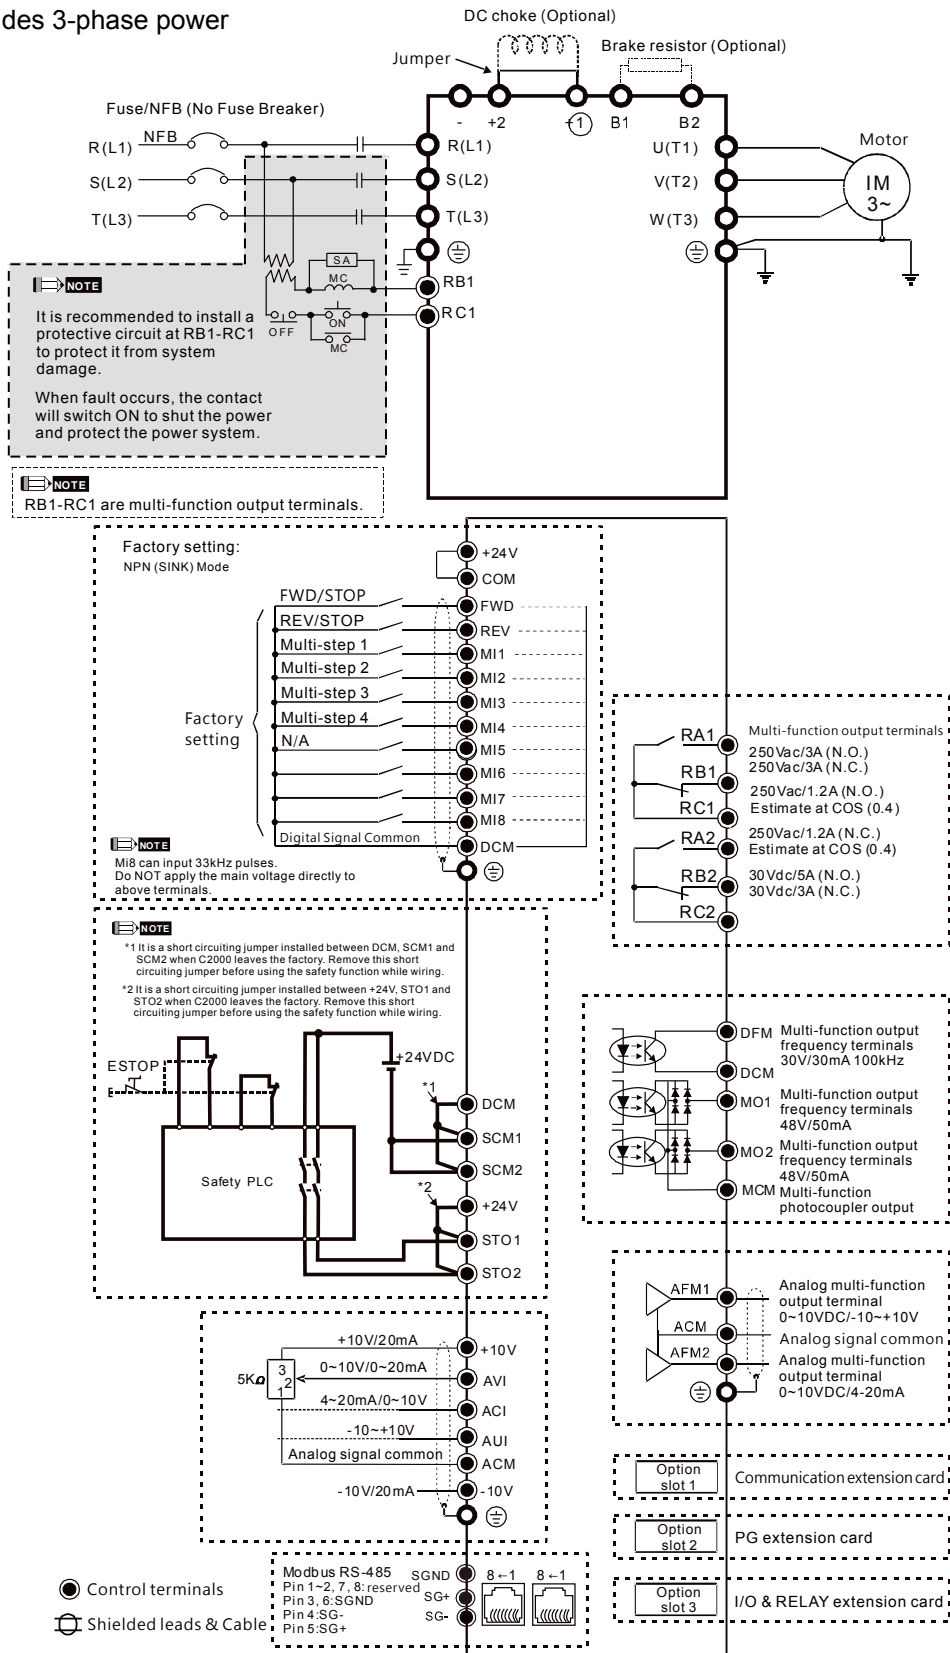 des 3-phase power
DC choke (Optional)
Jumper
Brake resistor (Optional)
Fuse/NFB (No Fuse Breaker)
- +2 +1 B1 B2
R(L1) NFB R(L1) U(T1) Motor
S(L2) S(L2) V(T2) IM
3~
T(L3) T(L3) W(T3)
SA
MC
RB1
RC1
OFF ON
MC
NOTE
It is recommended to install a
protective circuit at RB1-RC1
to protect it from system
damage.
When fault occurs, the contact
will switch ON to shut the power
and protect the power system.
NOTE
RB1-RC1 are multi-function output terminals.
Factory setting:
NPN (SINK) Mode
+24V
COM
FWD/STOP FWD
REV/STOP REV
Multi-step 1 MI1
Multi-step 2 MI2
Multi-step 3 MI3
Multi-step 4 MI4
Factory
setting
N/A MI5
MI6
MI7
MI8
Digital Signal Common DCM
NOTE
Mi8 can input 33kHz pulses.
Do NOT apply the main voltage directly to
above terminals.
RA1
RB1
RC1
RA2
RB2
RC2
Multi-function output terminals
250Vac/3A (N.O.)
250Vac/3A (N.C.)
250Vac/1.2A (N.O.)
Estimate at COS (0.4)
250Vac/1.2A (N.C.)
Estimate at COS (0.4)
30Vdc/5A (N.O.)
30Vdc/3A (N.C.)
NOTE
*1 It is a short circuiting jumper installed between DCM, SCM1 and
SCM2 when C2000 leaves the factory. Remove this short
circuiting jumper before using the safety function while wiring.
*2 It is a short circuiting jumper installed between +24V, STO1 and
STO2 when C2000 leaves the factory. Remove this short
circuiting jumper before using the safety function while wiring.
ESTOP
+24VDC
Safety PLC
*1
DCM
SCM1
SCM2
*2
+24V
STO1
STO2
DFM Multi-function output
frequency terminals
30V/30mA 100kHz
DCM
MO1 Multi-function output
frequency terminals
48V/50mA
MO2 Multi-function output
frequency terminals
48V/50mA
MCM Multi-function
photocoupler output
AFM1 Analog multi-function
output terminal
0~10VDC/-10~+10V
ACM Analog signal common
AFM2 Analog multi-function
output terminal
0~10VDC/4-20mA
+10V/20mA +10V
5KΩ 3 2 1
0~10V/0~20mA AVI
4~20mA/0~10V ACI
-10~+10V AUI
Analog signal common ACM
-10V/20mA -10V
Option
slot 1
Communication extension card
Option
slot 2
PG extension card
Option
slot 3
I/O & RELAY extension card
Modbus RS-485
Pin 1~2, 7, 8:reserved
Pin 3, 6:SGND
Pin 4:SG-
Pin 5:SG+
SGND
SG+
SG-
8←1 8←1
Control terminals
Shielded leads & Cable